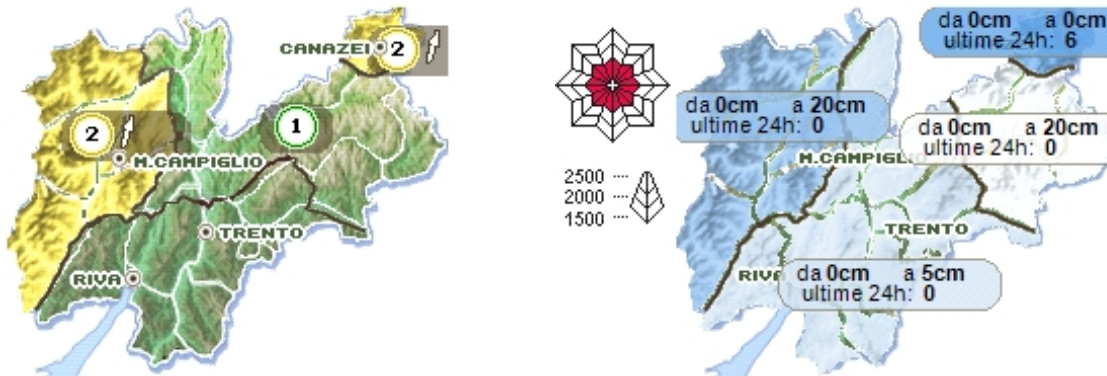 CANAZEI
2
2
1
M.CAMPIGLIO
TRENTO
RIVA
2500
2000
1500
da 0cm a 0cm
ultime 24h: 6
da 0cm a 20cm
ultime 24h: 0
da 0cm a 20cm
ultime 24h: 0
M.CAMPIGLIO
TRENTO
RIVA
da 0cm a 5cm
ultime 24h: 0